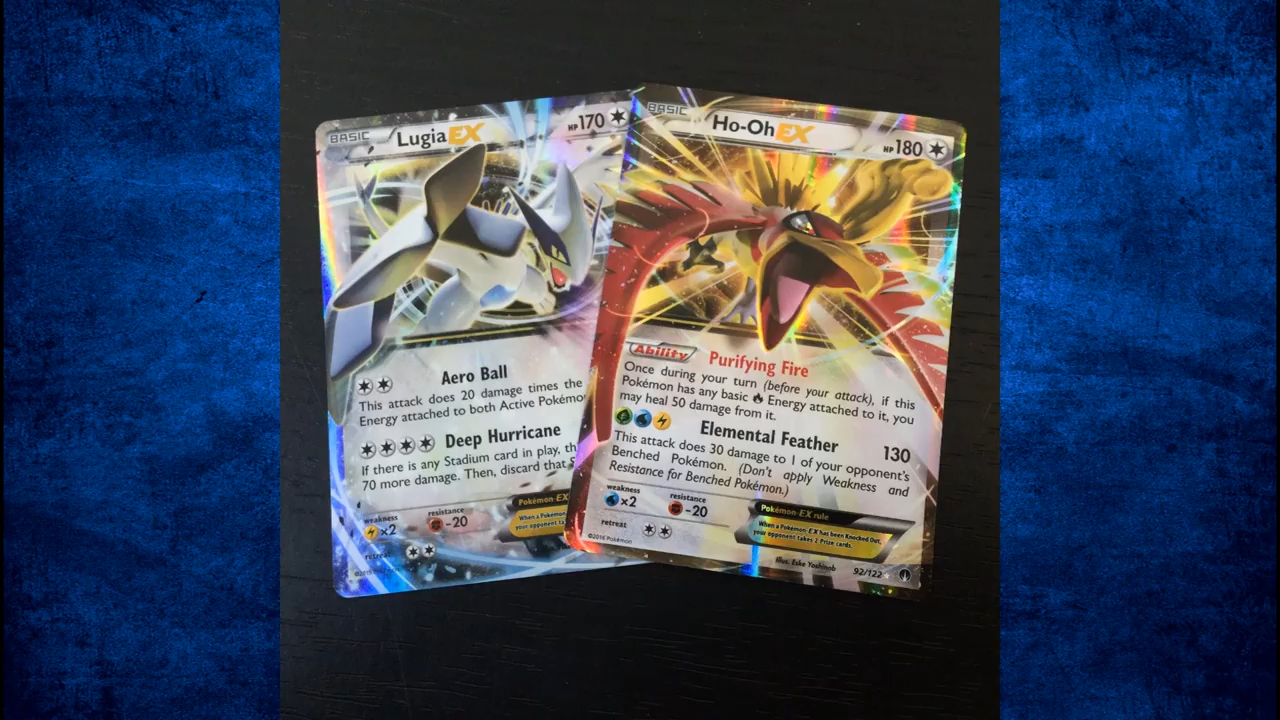 BASIC
Lugia EX
HP 170
Aero Ball
This attack does 20 damage times the
Energy attached to both Active Pokémo
Deep Hurricane
If there is any Stadium card in play, th
70 more damage. Then, discard that S
weakness
×2
resistance
-20
retreat
Pokémon-EX
When a Pokémon
your opponent ta
BASIC
Ho-Oh EX
HP 180
Ability Purifying Fire
Once during your turn (before your attack), if this
Pokémon has any basic Energy attached to it, you
may heal 50 damage from it.
Elemental Feather 130
This attack does 30 damage to 1 of your opponent's
Benched Pokémon. (Don't apply Weakness and
Resistance for Benched Pokémon.)
weakness
×2
resistance
-20
retreat
Pokémon-EX rule
When a Pokémon-EX has been Knocked Out,
your opponent takes 2 Prize cards.
©2016 Pokémon
Illus. Eske Yoshinob
92/122